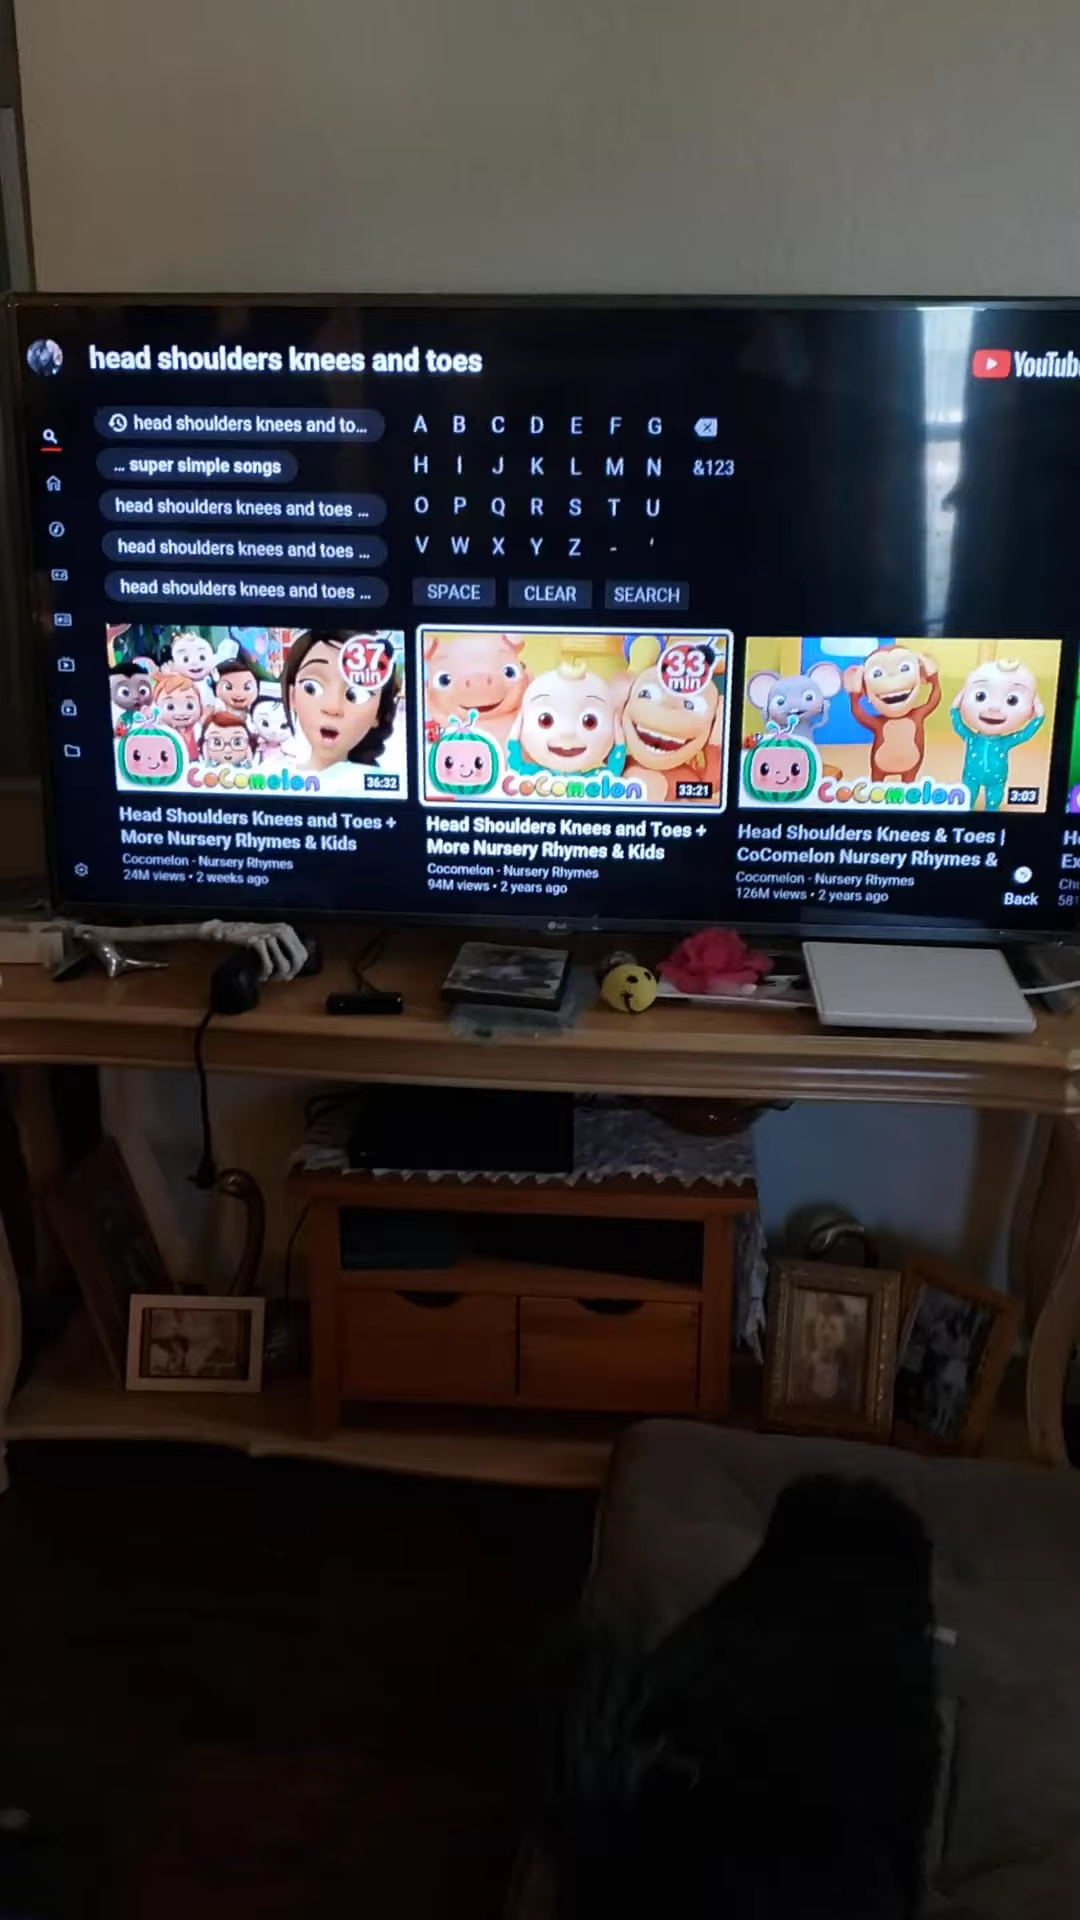 head shoulders knees and toes
YouTube
head shoulders knees and to...
... super simple songs
head shoulders knees and toes ...
head shoulders knees and toes ...
head shoulders knees and toes ...
A B C D E F G
H I J K L M N &123
O P Q R S T U
V W X Y Z - '
SPACE CLEAR SEARCH
37
min
CoComelon
36:32
Head Shoulders Knees and Toes +
More Nursery Rhymes & Kids
Cocomelon - Nursery Rhymes
24M views • 2 weeks ago
33
min
CoComelon
33:21
Head Shoulders Knees and Toes +
More Nursery Rhymes & Kids
Cocomelon - Nursery Rhymes
94M views • 2 years ago
CoComelon
3:03
Head Shoulders Knees & Toes |
CoComelon Nursery Rhymes &
Cocomelon - Nursery Rhymes
126M views • 2 years ago
Back
LG